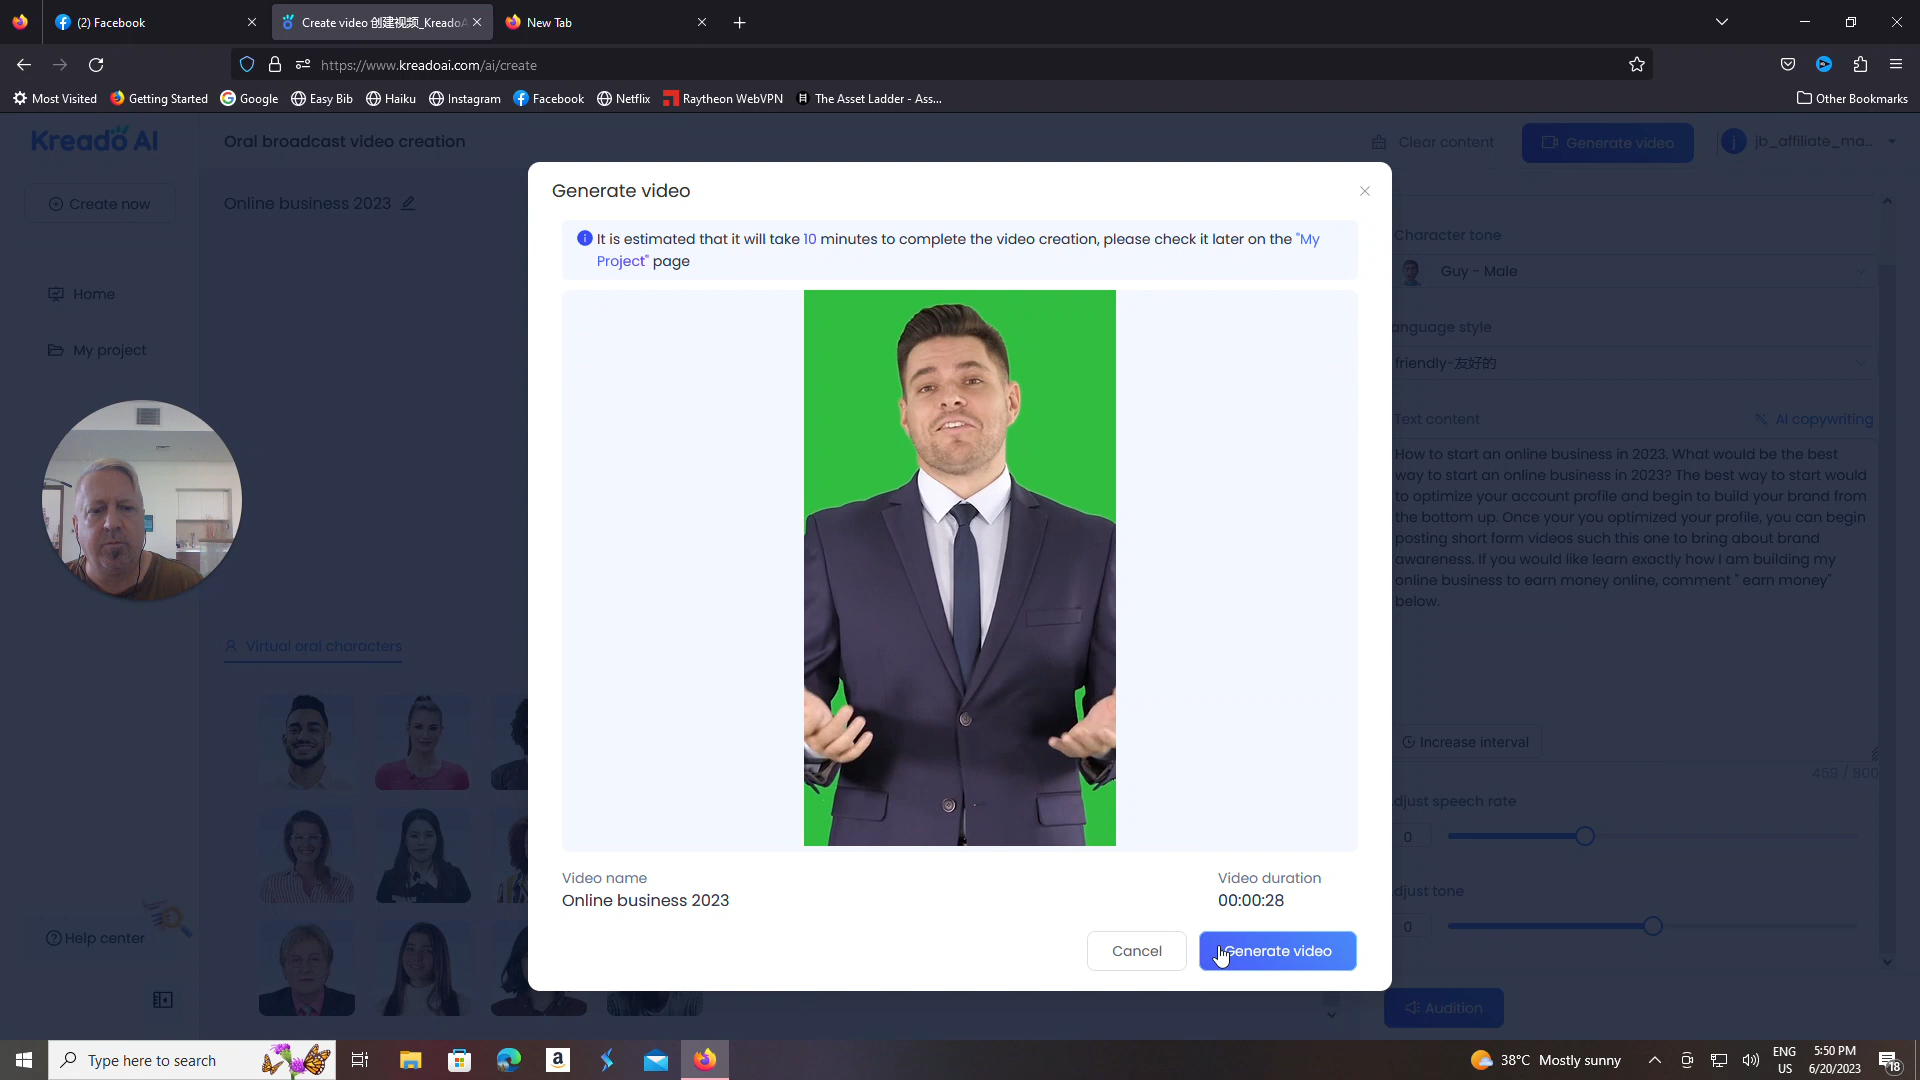 (2) Facebook
Create video 创建视频_KreadoA
New Tab
https://www.kreadoai.com/ai/create
Most Visited
Getting Started
Google
Easy Bib
Haiku
Instagram
Facebook
Netflix
Raytheon WebVPN
The Asset Ladder - Ass...
Other Bookmarks
Kreado AI
Oral broadcast video creation
Clear content
Generate video
j
jb_affiliate_ma...
Create now
Online business 2023
Home
My project
Virtual oral characters
Help center
Generate video
It is estimated that it will take 10 minutes to complete the video creation, please check it later on the "My
Project" page
Video name
Online business 2023
Video duration
00:00:28
Cancel
Generate video
Character tone
Guy - Male
anguage style
friendly-友好的
Text content
AI copywriting
How to start an online business in 2023. What would be the best
way to start an online business in 2023? The best way to start would
to optimize your account profile and begin to build your brand from
the bottom up. Once your you optimized your profile, you can begin
posting short form videos such this one to bring about brand
awareness. If you would like learn exactly how I am building my
online business to earn money online, comment " earn money"
below.
Increase interval
459 / 800
djust speech rate
0
djust tone
0
Audition
Type here to search
a
38°C Mostly sunny
ENG
US
5:50 PM
6/20/2023
18